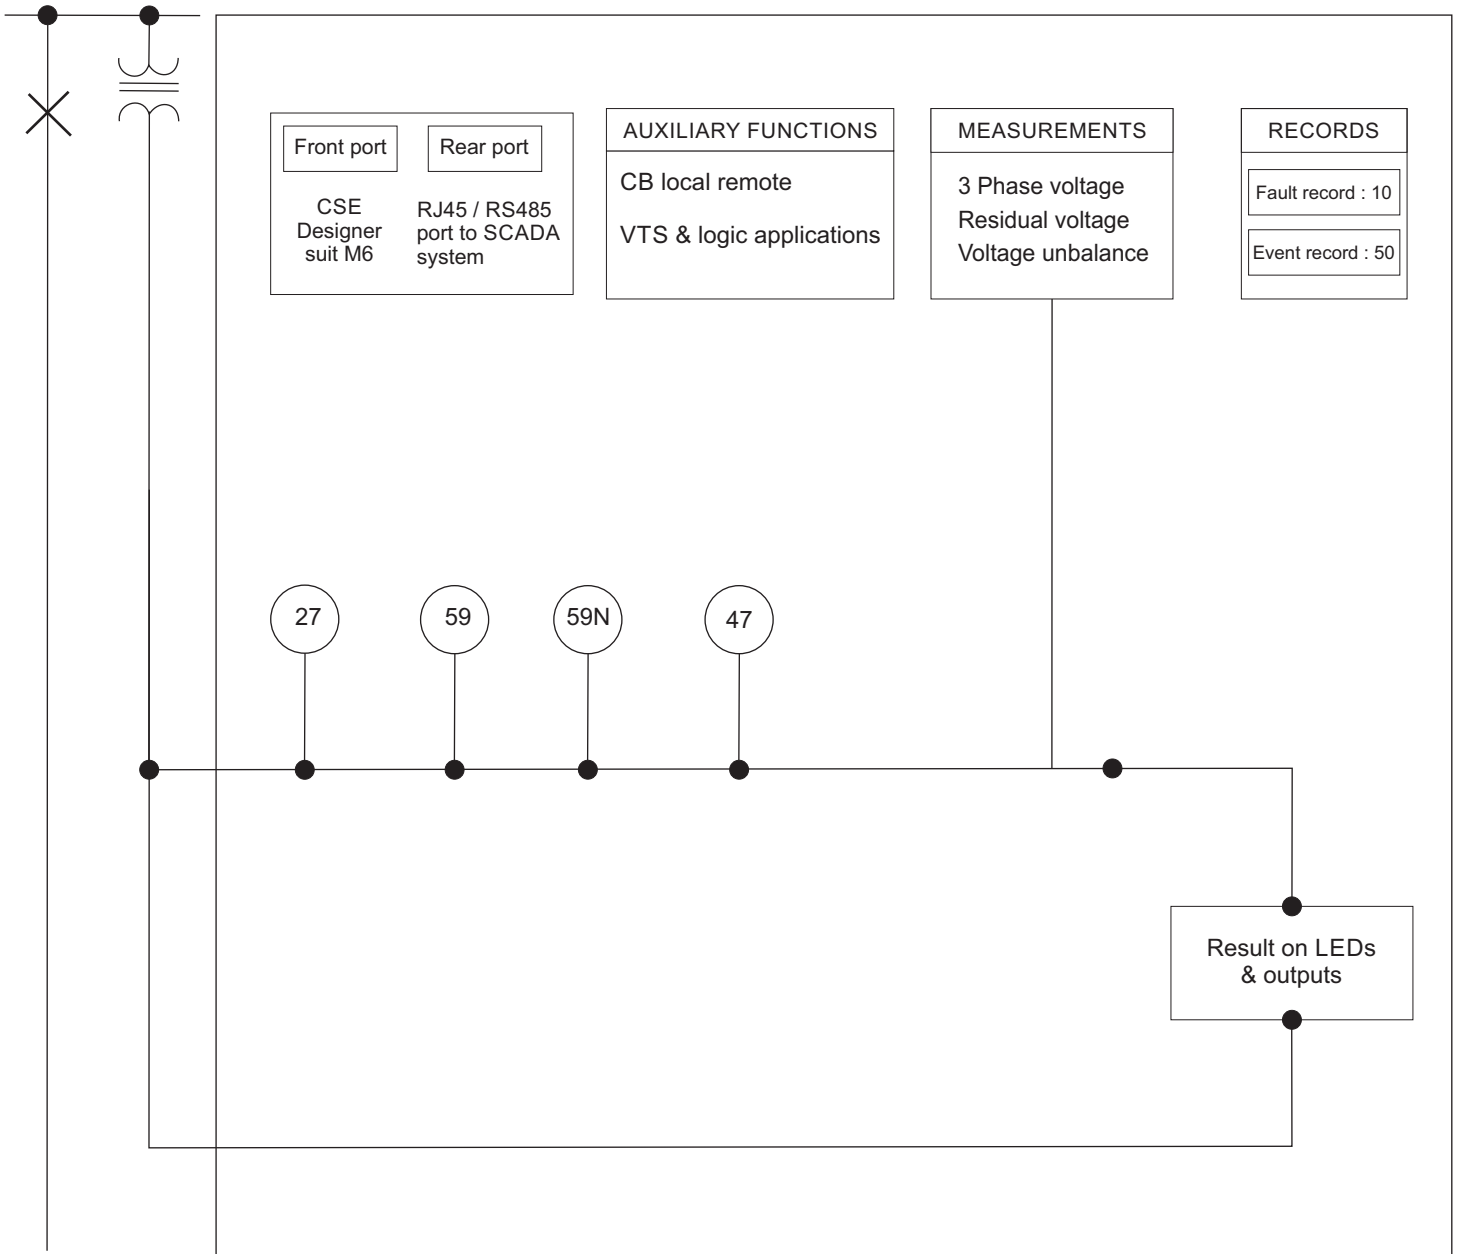 Front port
Rear port
CSE
Designer
suit M6
RJ45 / RS485
port to SCADA
system
AUXILIARY FUNCTIONS
CB local remote
VTS & logic applications
MEASUREMENTS
3 Phase voltage
Residual voltage
Voltage unbalance
RECORDS
Fault record : 10
Event record : 50
27
59
59N
47
Result on LEDs
& outputs